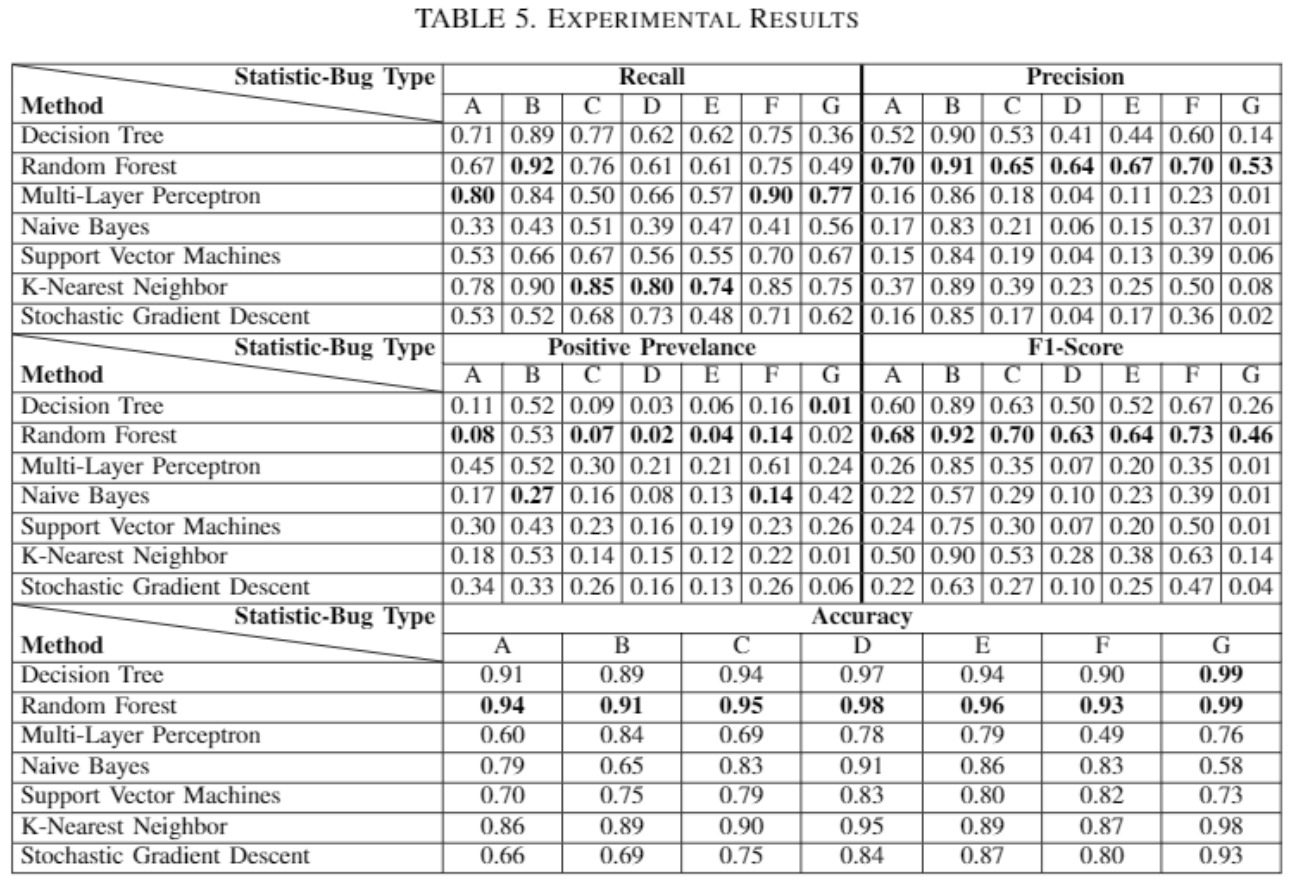 TABLE 5. EXPERIMENTAL RESULTS
Statistic-Bug Type Recall Precision
Method A B C D E F G A B C D E F G
Decision Tree 0.71 0.89 0.77 0.62 0.62 0.75 0.36 0.52 0.90 0.53 0.41 0.44 0.60 0.14
Random Forest 0.67 0.92 0.76 0.61 0.61 0.75 0.49 0.70 0.91 0.65 0.64 0.67 0.70 0.53
Multi-Layer Perceptron 0.80 0.84 0.50 0.66 0.57 0.90 0.77 0.16 0.86 0.18 0.04 0.11 0.23 0.01
Naive Bayes 0.33 0.43 0.51 0.39 0.47 0.41 0.56 0.17 0.83 0.21 0.06 0.15 0.37 0.01
Support Vector Machines 0.53 0.66 0.67 0.56 0.55 0.70 0.67 0.15 0.84 0.19 0.04 0.13 0.39 0.06
K-Nearest Neighbor 0.78 0.90 0.85 0.80 0.74 0.85 0.75 0.37 0.89 0.39 0.23 0.25 0.50 0.08
Stochastic Gradient Descent 0.53 0.52 0.68 0.73 0.48 0.71 0.62 0.16 0.85 0.17 0.04 0.17 0.36 0.02
Statistic-Bug Type Positive Prevelance F1-Score
Method A B C D E F G A B C D E F G
Decision Tree 0.11 0.52 0.09 0.03 0.06 0.16 0.01 0.60 0.89 0.63 0.50 0.52 0.67 0.26
Random Forest 0.08 0.53 0.07 0.02 0.04 0.14 0.02 0.68 0.92 0.70 0.63 0.64 0.73 0.46
Multi-Layer Perceptron 0.45 0.52 0.30 0.21 0.21 0.61 0.24 0.26 0.85 0.35 0.07 0.20 0.35 0.01
Naive Bayes 0.17 0.27 0.16 0.08 0.13 0.14 0.42 0.22 0.57 0.29 0.10 0.23 0.39 0.01
Support Vector Machines 0.30 0.43 0.23 0.16 0.19 0.23 0.26 0.24 0.75 0.30 0.07 0.20 0.50 0.01
K-Nearest Neighbor 0.18 0.53 0.14 0.15 0.12 0.22 0.01 0.50 0.90 0.53 0.28 0.38 0.63 0.14
Stochastic Gradient Descent 0.34 0.33 0.26 0.16 0.13 0.26 0.06 0.22 0.63 0.27 0.10 0.25 0.47 0.04
Statistic-Bug Type Accuracy
Method A B C D E F G
Decision Tree 0.91 0.89 0.94 0.97 0.94 0.90 0.99
Random Forest 0.94 0.91 0.95 0.98 0.96 0.93 0.99
Multi-Layer Perceptron 0.60 0.84 0.69 0.78 0.79 0.49 0.76
Naive Bayes 0.79 0.65 0.83 0.91 0.86 0.83 0.58
Support Vector Machines 0.70 0.75 0.79 0.83 0.80 0.82 0.73
K-Nearest Neighbor 0.86 0.89 0.90 0.95 0.89 0.87 0.98
Stochastic Gradient Descent 0.66 0.69 0.75 0.84 0.87 0.80 0.93